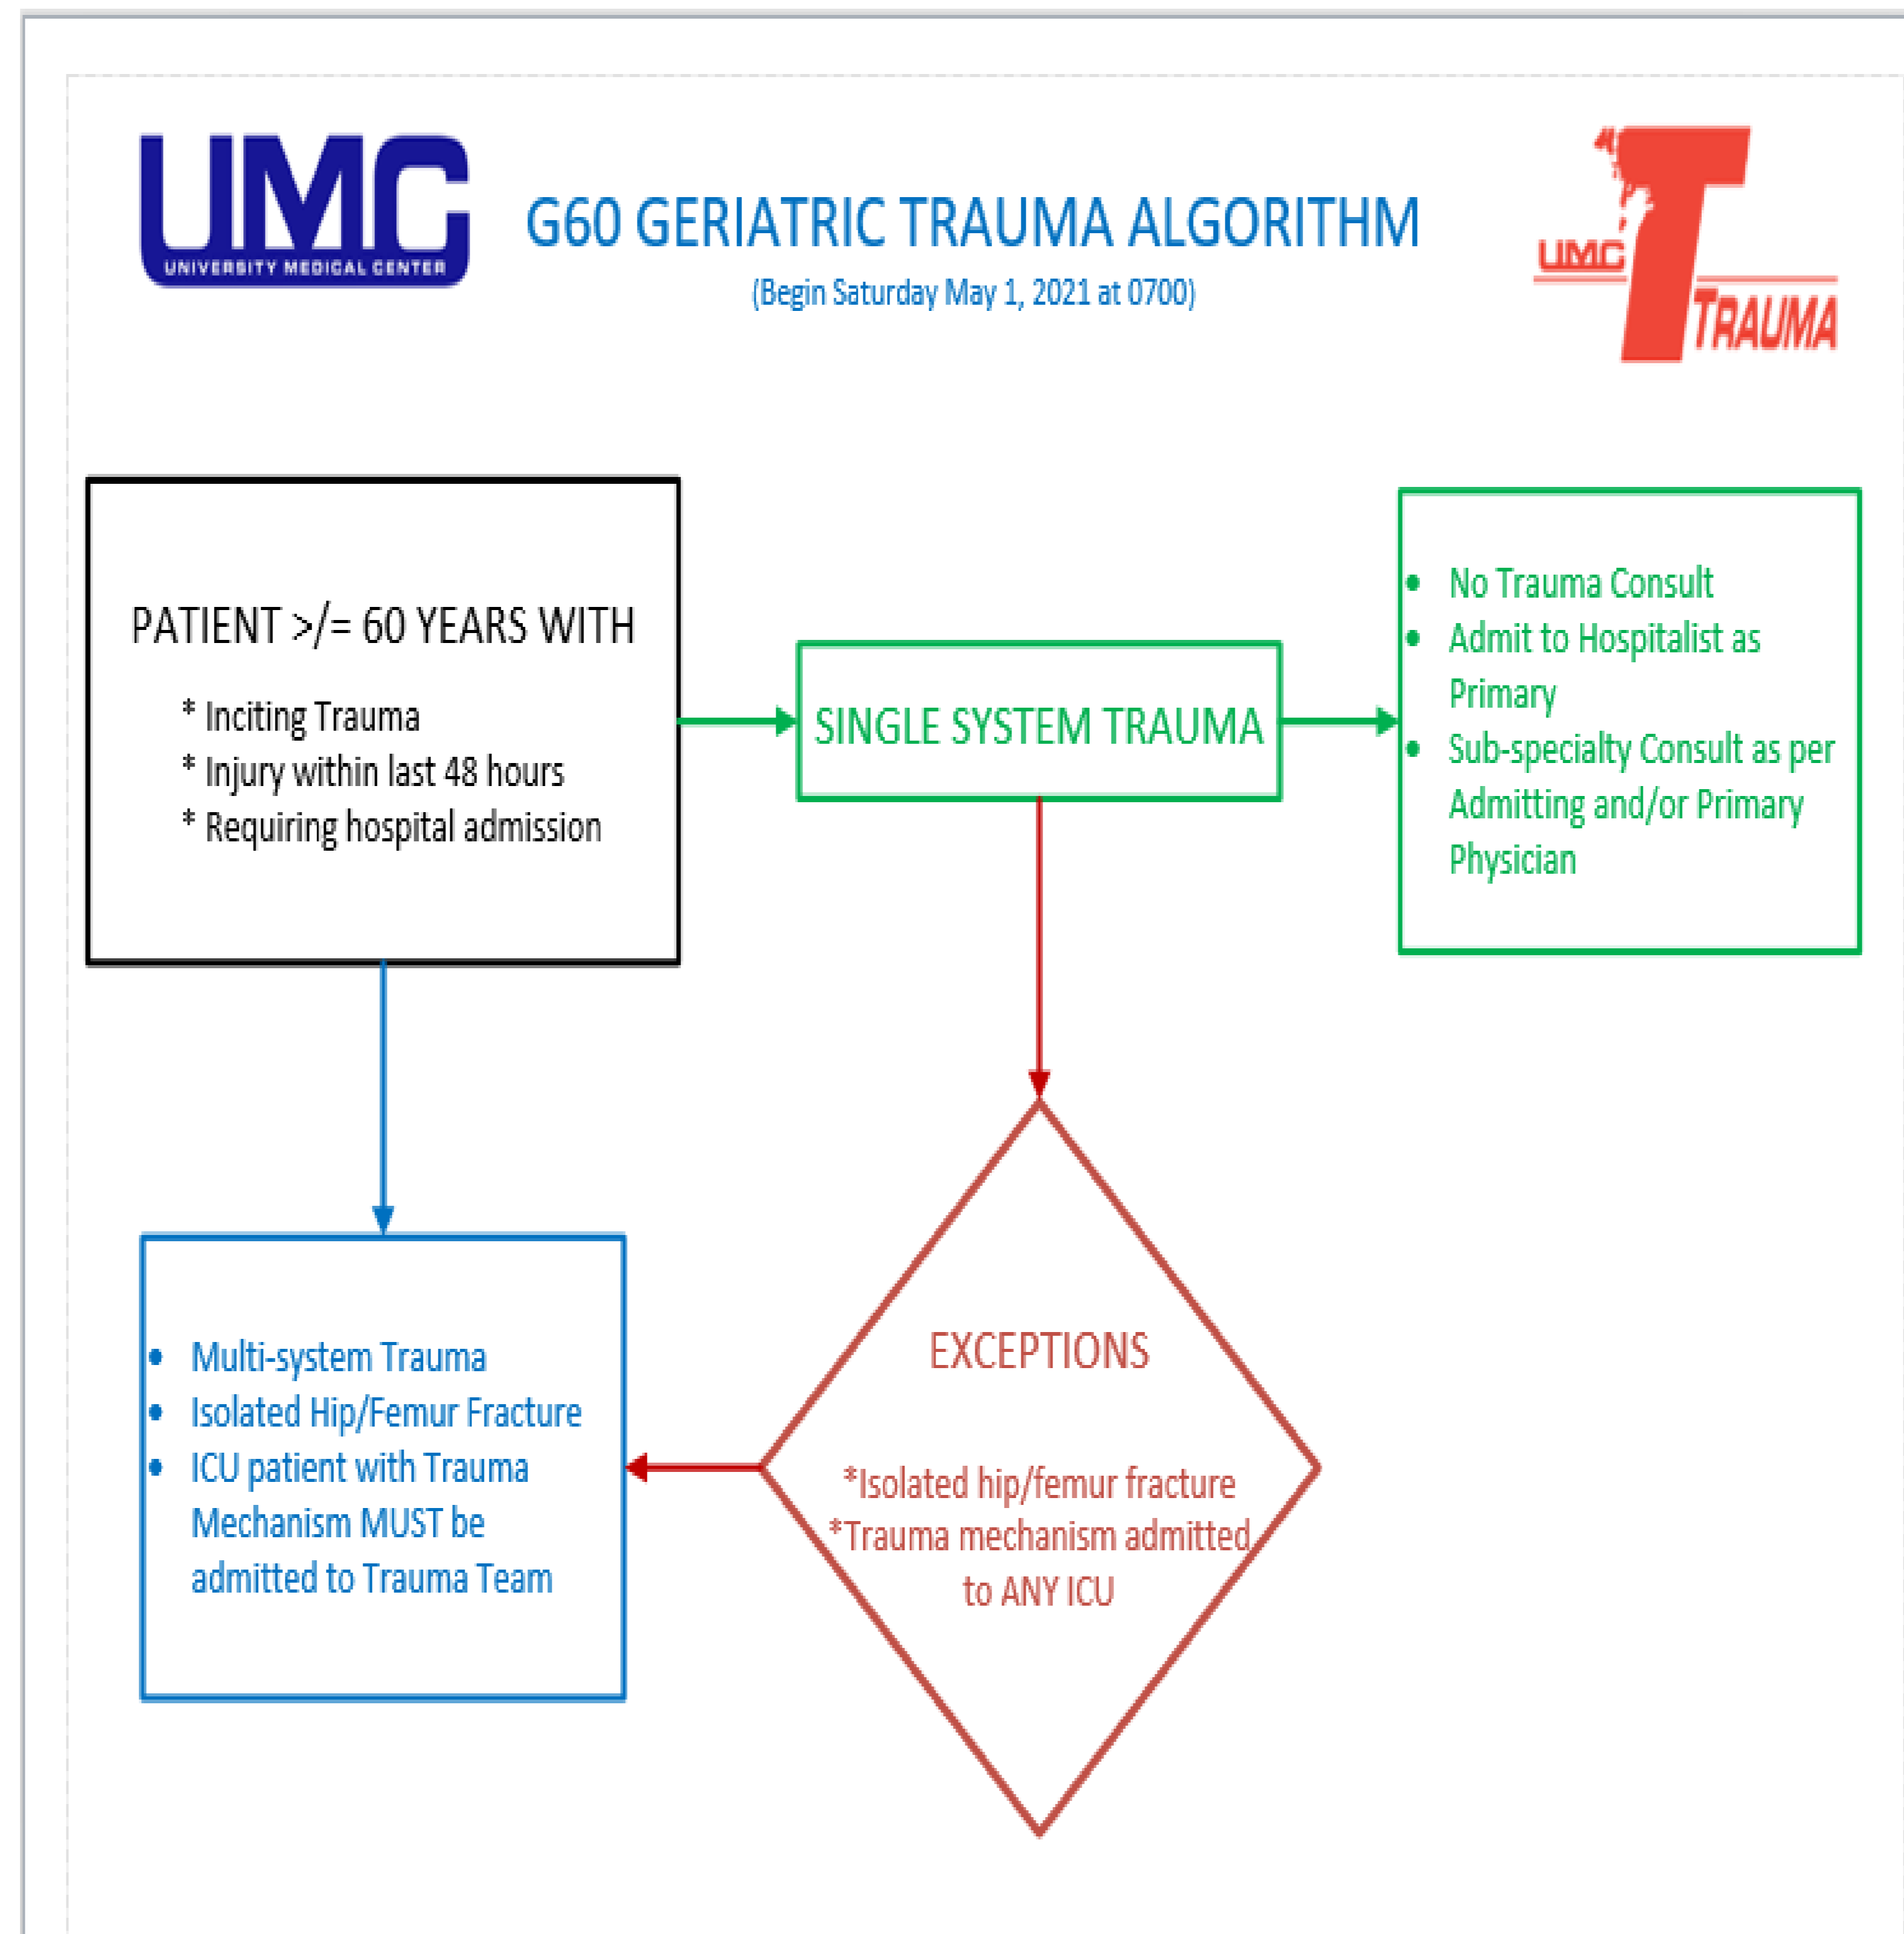 UMC
UNIVERSITY MEDICAL CENTER
G60 GERIATRIC TRAUMA ALGORITHM
(Begin Saturday May 1, 2021 at 0700)
UMC
TRAUMA
PATIENT >/= 60 YEARS WITH
* Inciting Trauma
* Injury within last 48 hours
* Requiring hospital admission
SINGLE SYSTEM TRAUMA
• No Trauma Consult
• Admit to Hospitalist as
Primary
• Sub-specialty Consult as per
Admitting and/or Primary
Physician
• Multi-system Trauma
• Isolated Hip/Femur Fracture
• ICU patient with Trauma
Mechanism MUST be
admitted to Trauma Team
EXCEPTIONS
*Isolated hip/femur fracture
*Trauma mechanism admitted
to ANY ICU